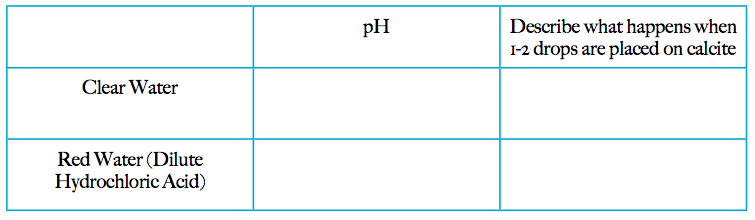 pH
Describe what happens when
1-2 drops are placed on calcite
Clear Water
Red Water (Dilute
Hydrochloric Acid)